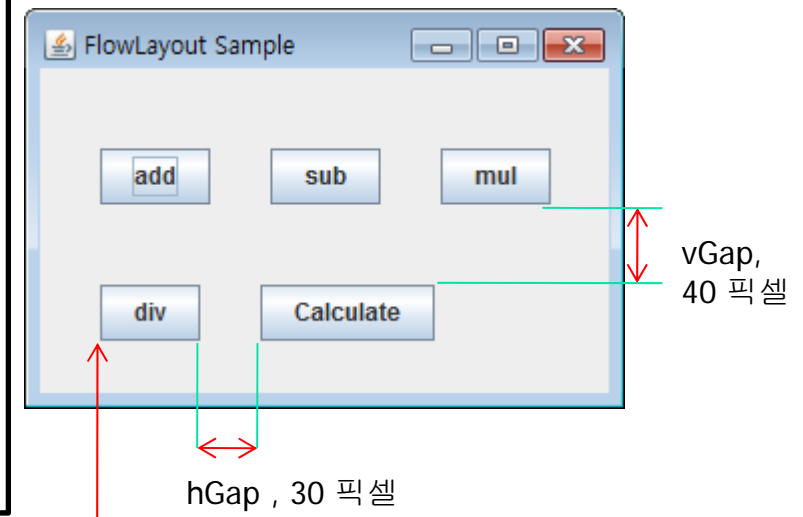 FlowLayout Sample
add
sub
mul
vGap,
40 픽셀
div
Calculate
hGap , 30 픽셀